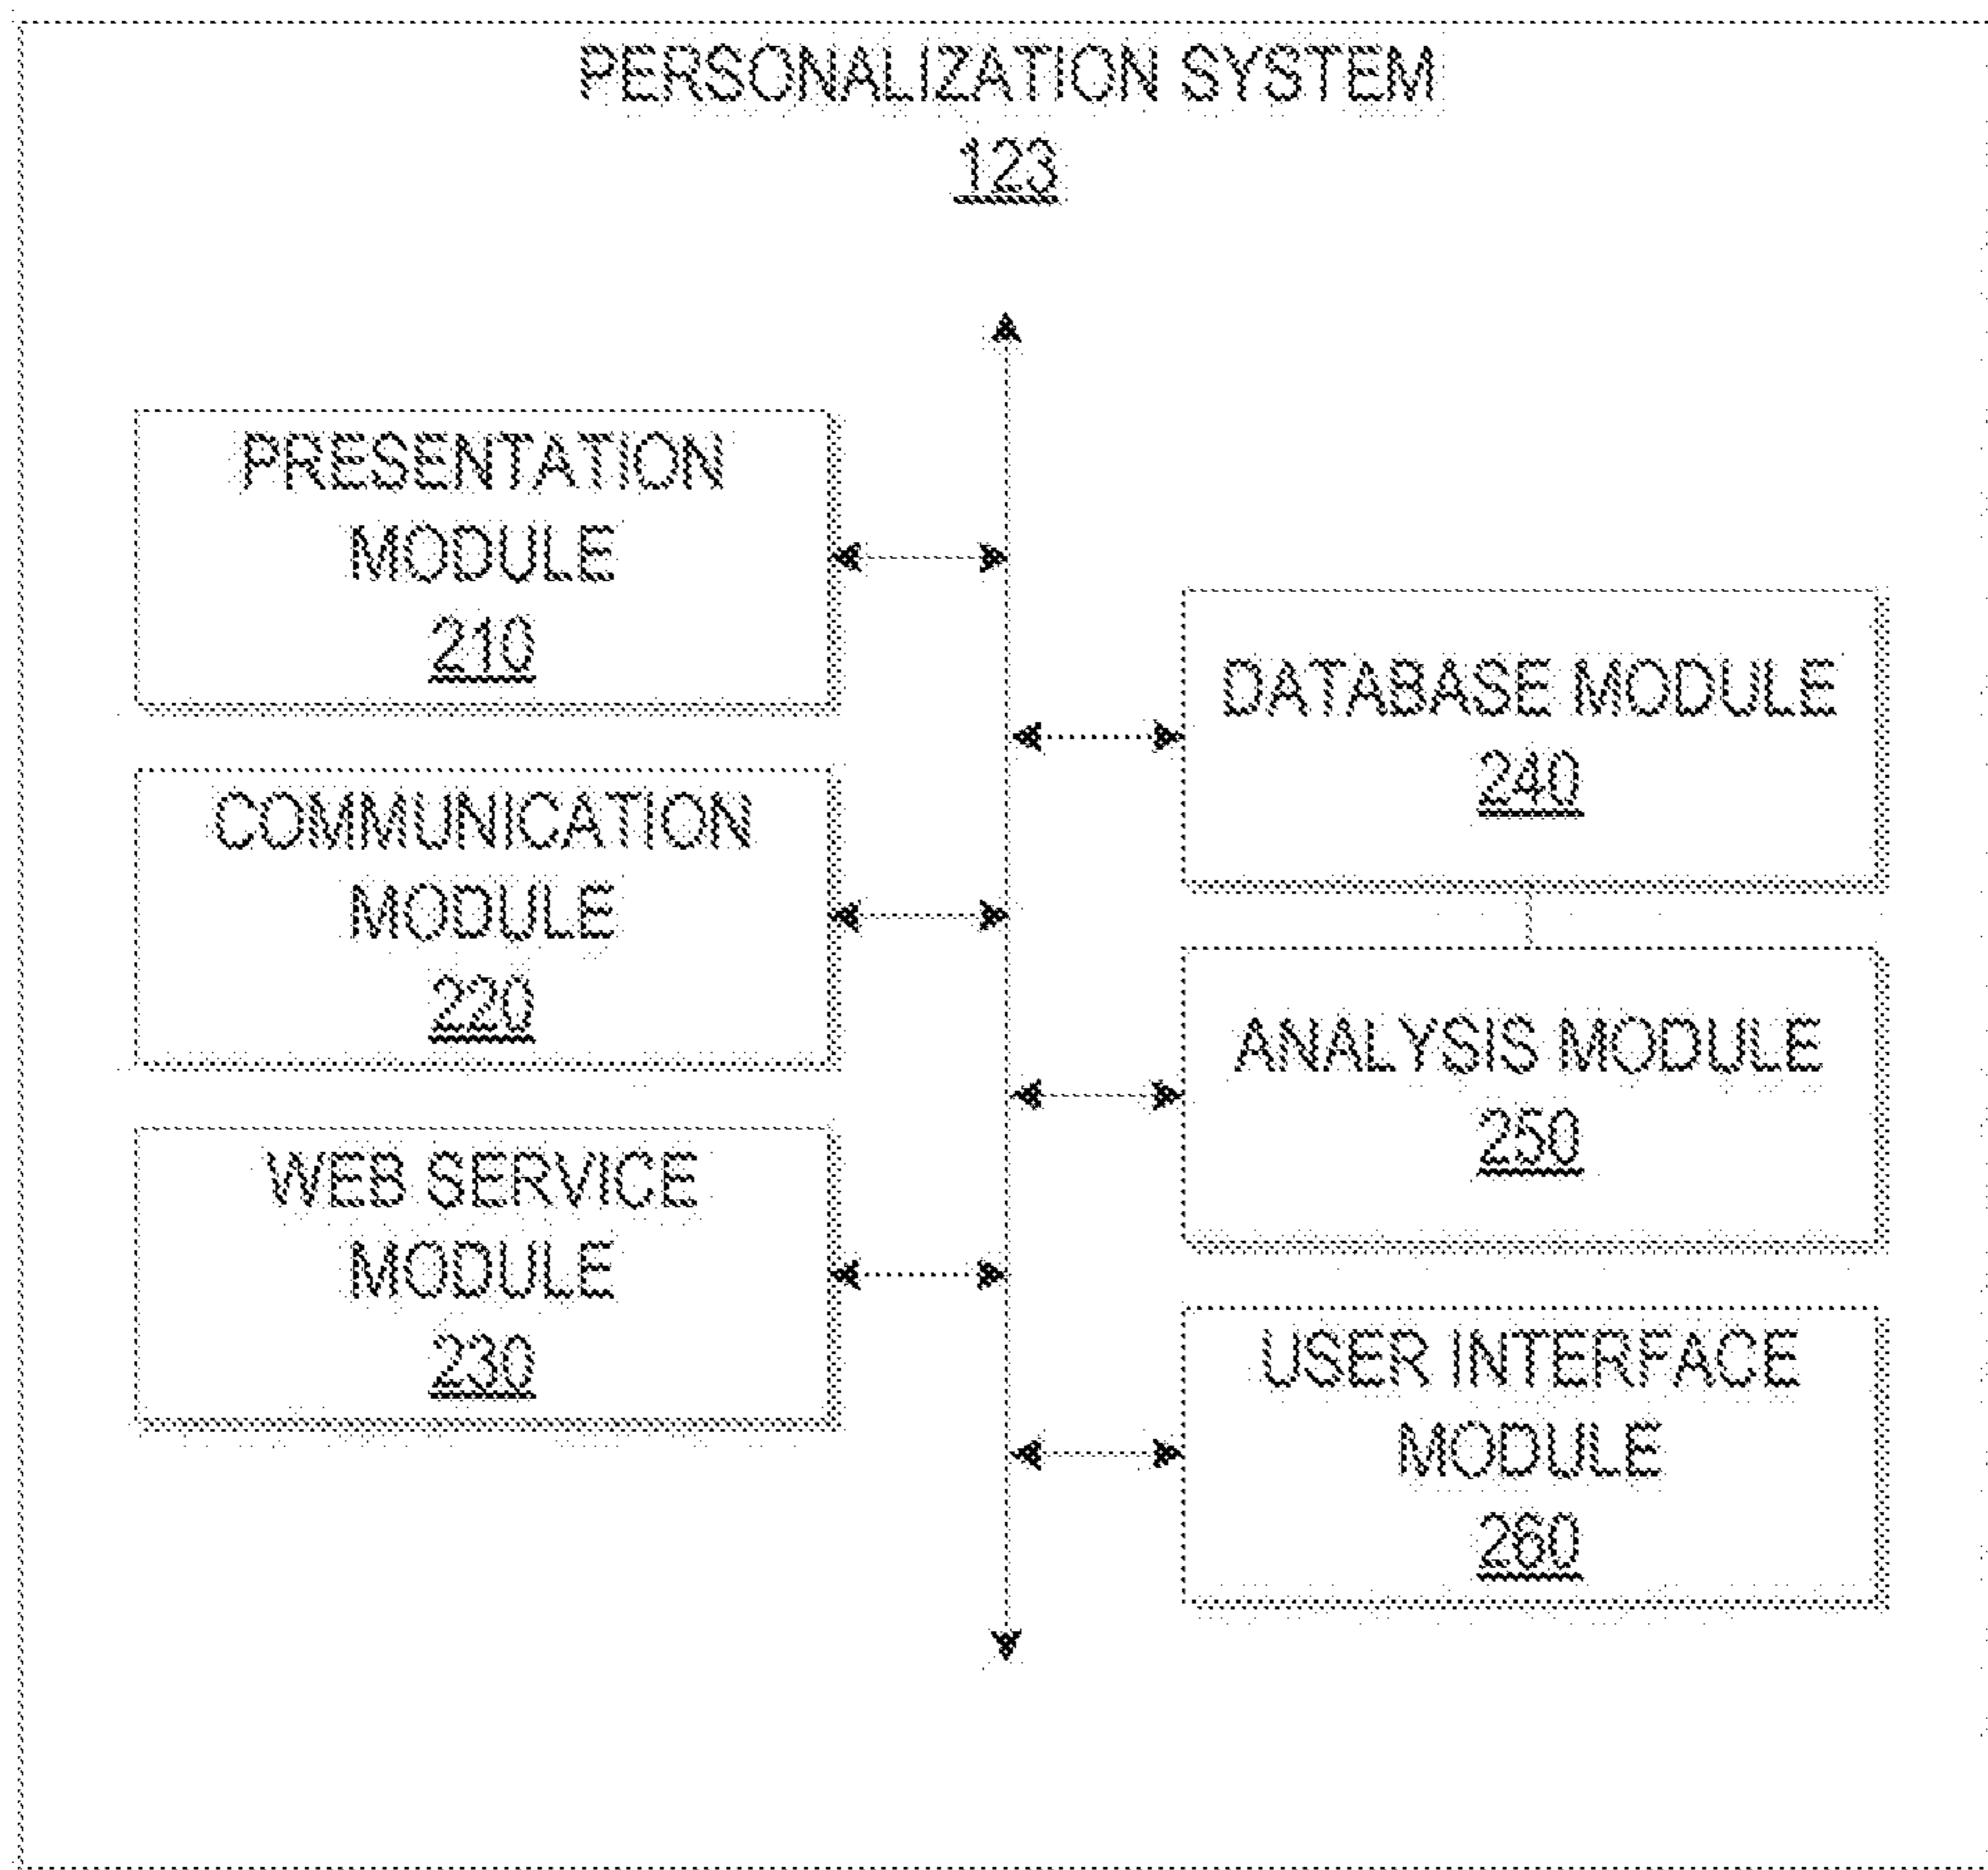 PERSONALIZATION SYSTEM
123
PRESENTATION
MODULE
210
COMMUNICATION
MODULE
220
WEB SERVICE
MODULE
230
DATABASE MODULE
240
ANALYSIS MODULE
250
USER INTERFACE
MODULE
260